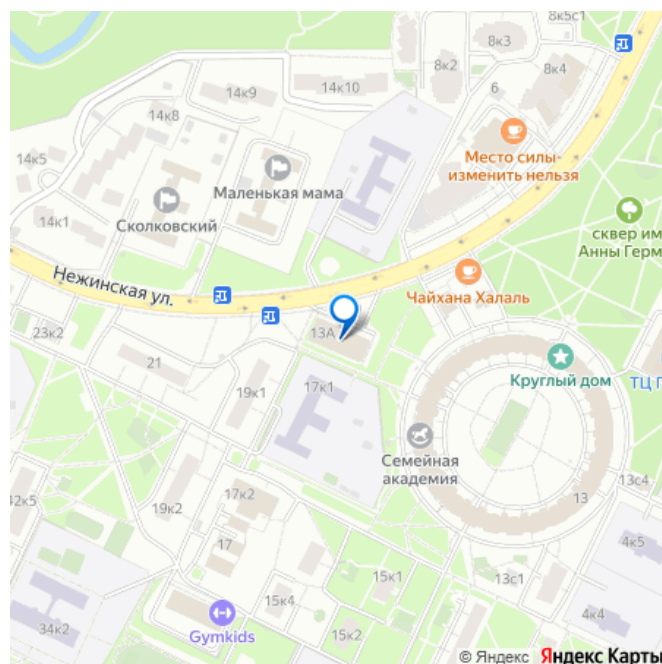 8к5с1
8к3
8к2
8к4
14к10
14к9
6
14к8
Место силы-
изменить нельзя
14к5
Маленькая мама
сквер им
Анны Герм
14к1
Сколковский
Нежинская ул.
Чайхана Халаль
23к2
13А
21
Круглый дом
ТЦ Г
17к1
19к1
Семейная
академия
42к5
17к2
13с4
13
19к2
17
4к5
15к1
13с1
15к4
4к4
34к2
Gymkids
15к2
© Яндекс Яндекс Карты